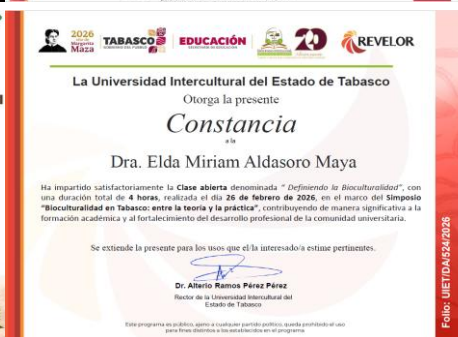 2026
Margarita
Maza
TABASCO
EDUCACIÓN
20
REVELOR
La Universidad Intercultural del Estado de Tabasco
Otorga la presente
Constancia
a la
Dra. Elda Miriam Aldasoro Maya
Ha impartido satisfactoriamente la Clase abierta denominada " Definiendo la Bioculturalidad", con
una duración total de 4 horas, realizada el día 26 de febrero de 2026, en el marco del Simposio
"Bioculturalidad en Tabasco: entre la teoría y la práctica", contribuyendo de manera significativa a la
formación académica y al fortalecimiento del desarrollo profesional de la comunidad universitaria.
Se extiende la presente para los usos que el/la interesado/a estime pertinentes.
Dr. Alterio Ramos Pérez Pérez
Rector de la Universidad Intercultural del
Estado de Tabasco
Este programa es público, ajeno a cualquier partido político, queda prohibido el uso
para fines distintos a los establecidos en el programa
Folio: UIET/DA/524/2026